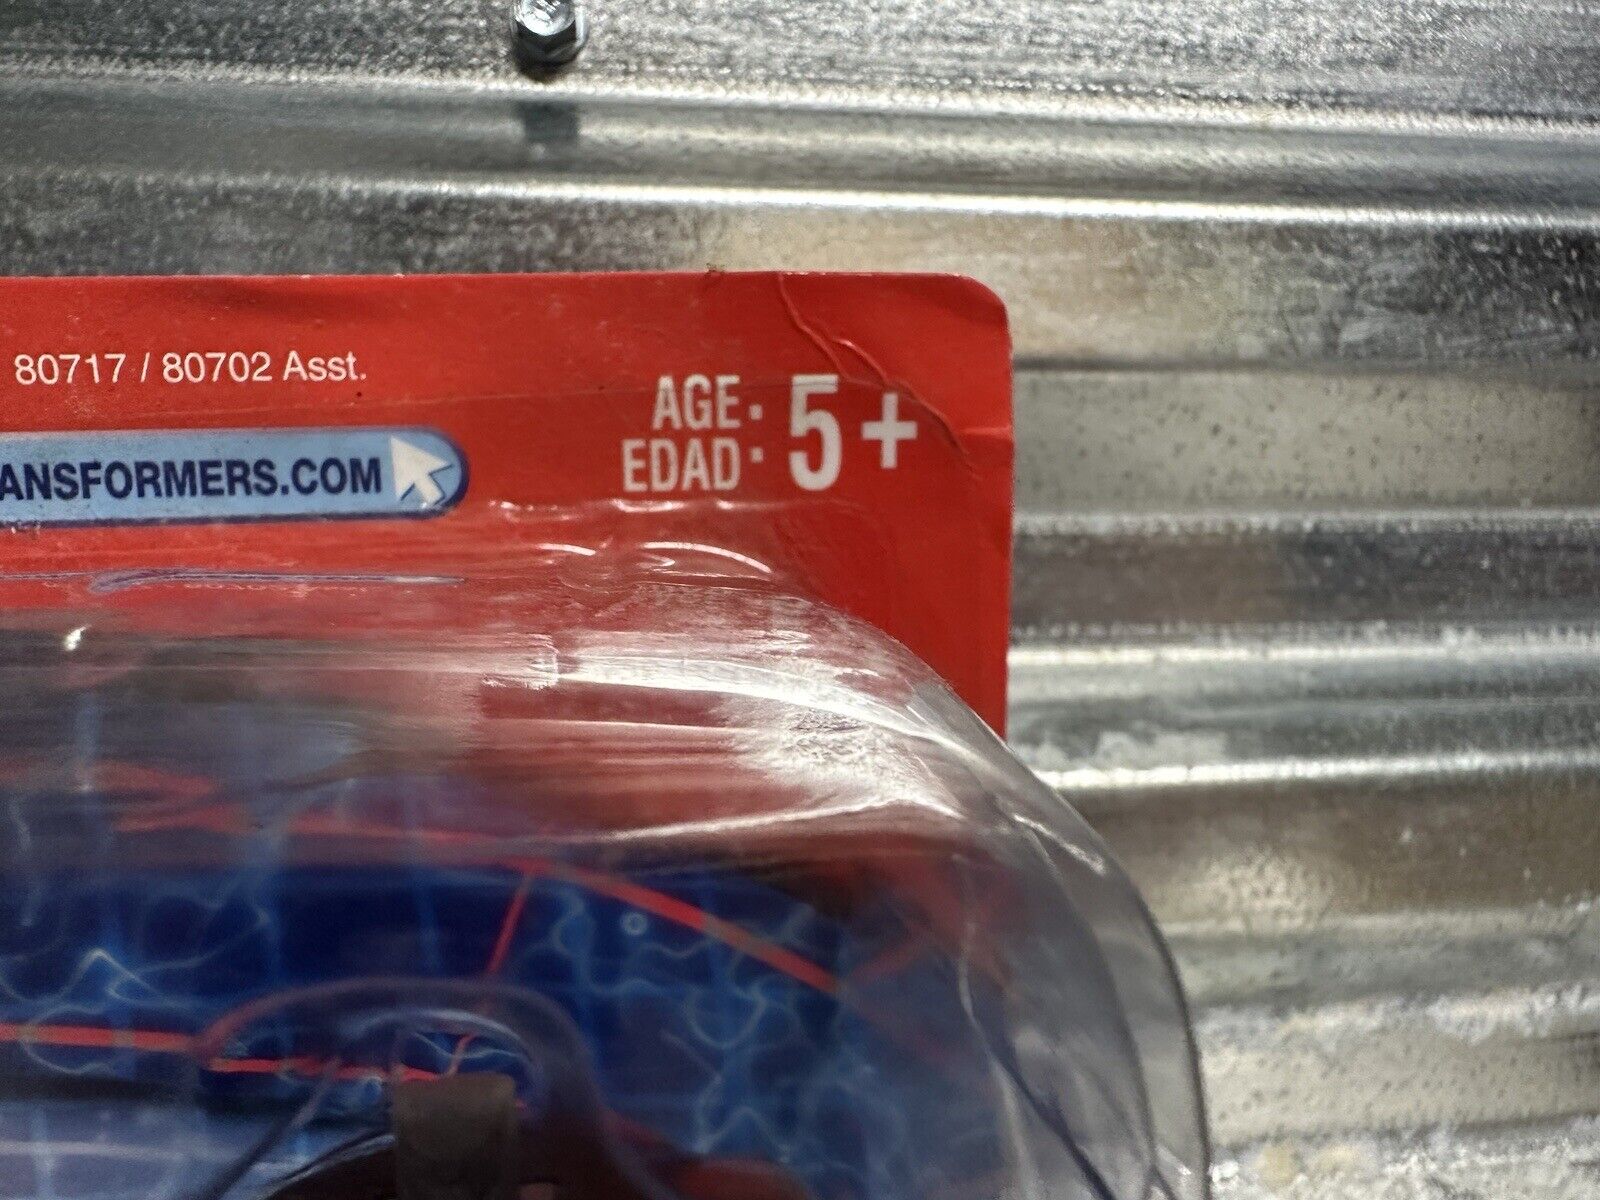 80717 / 80702 Asst.
AGE: 5+
EDAD:
ANSFORMERS.COM